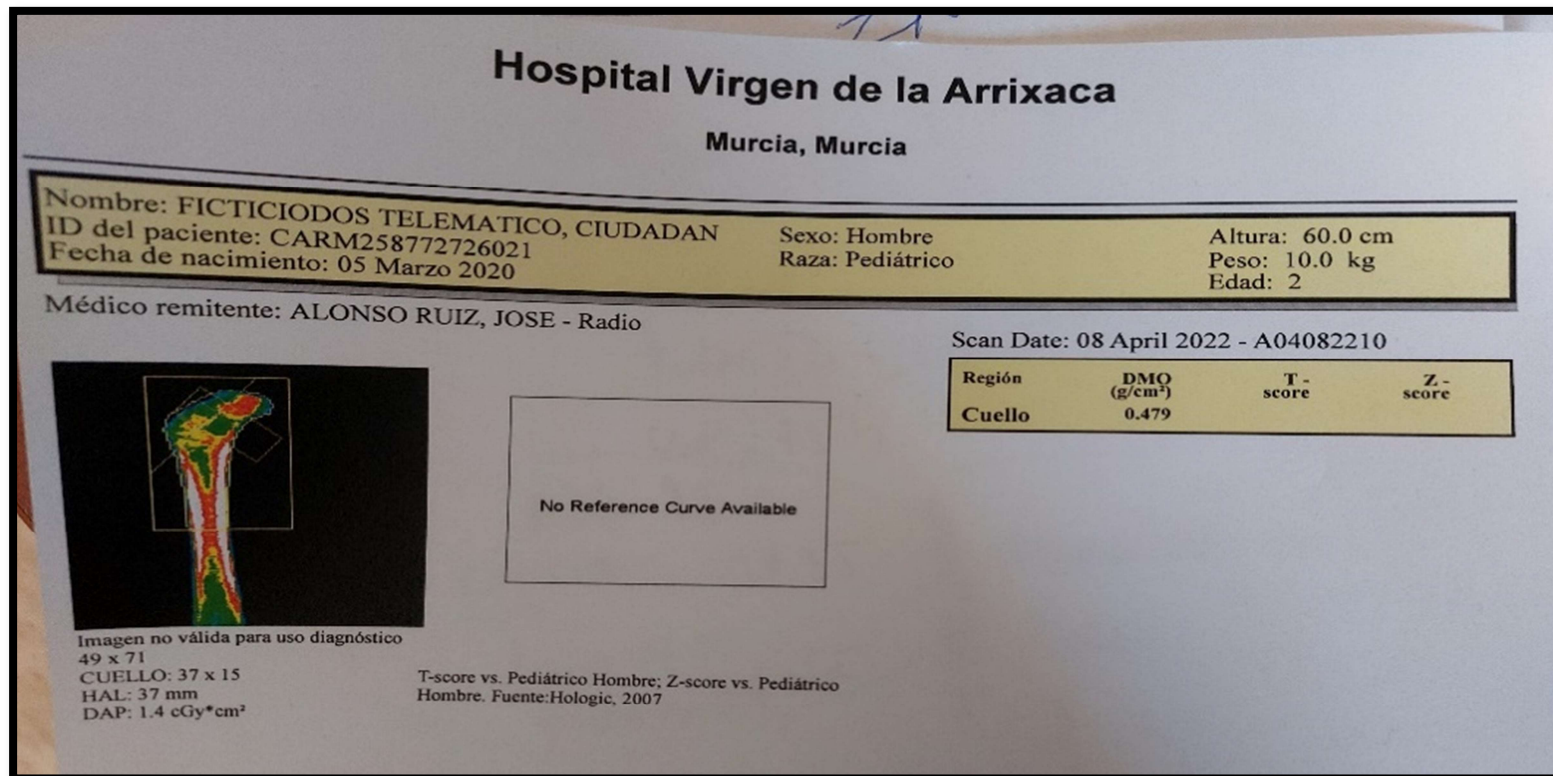 Hospital Virgen de la Arrixaca
Murcia, Murcia
Nombre: FICTICIODOS TELEMATICO, CIUDADAN
ID del paciente: CARM258772726021
Fecha de nacimiento: 05 Marzo 2020
Sexo: Hombre
Raza: Pediátrico
Altura: 60.0 cm
Peso: 10.0 kg
Edad: 2
Médico remitente: ALONSO RUIZ, JOSE - Radio
Scan Date: 08 April 2022 - A04082210
Región DMO (g/cm²) T - score Z - score
Cuello 0.479
No Reference Curve Available
Imagen no válida para uso diagnóstico
49 x 71
CUELLO: 37 x 15
HAL: 37 mm
DAP: 1.4 cGy*cm²
T-score vs. Pediátrico Hombre; Z-score vs. Pediátrico
Hombre. Fuente:Hologic, 2007